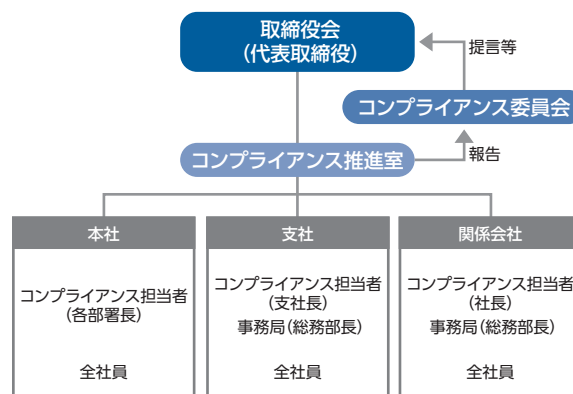 取締役会
(代表取締役)
提言等
コンプライアンス委員会
コンプライアンス推進室
報告
本社
コンプライアンス担当者
(各部署長)
全社員
支社
コンプライアンス担当者
(支社長)
事務局(総務部長)
全社員
関係会社
コンプライアンス担当者
(社長)
事務局(総務部長)
全社員